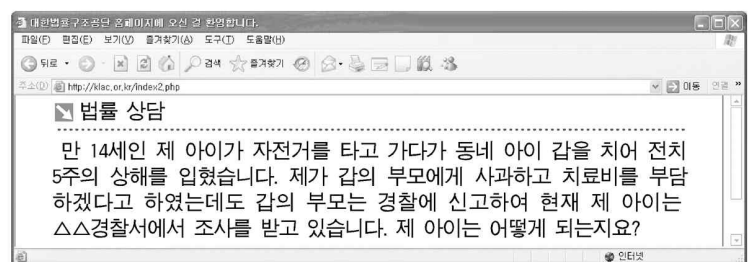 대한법률구조공단 홈페이지에 오신 걸 환영합니다.
파일(F) 편집(E) 보기(V) 즐겨찾기(A) 도구(T) 도움말(H)
뒤로 검색 즐겨찾기
주소(D) http://klac.or.kr/index2.php 이동 연결 »
법률 상담
만 14세인 제 아이가 자전거를 타고 가다가 동네 아이 갑을 치어 전치
5주의 상해를 입혔습니다. 제가 갑의 부모에게 사과하고 치료비를 부담
하겠다고 하였는데도 갑의 부모는 경찰에 신고하여 현재 제 아이는
△△경찰서에서 조사를 받고 있습니다. 제 아이는 어떻게 되는지요?
인터넷